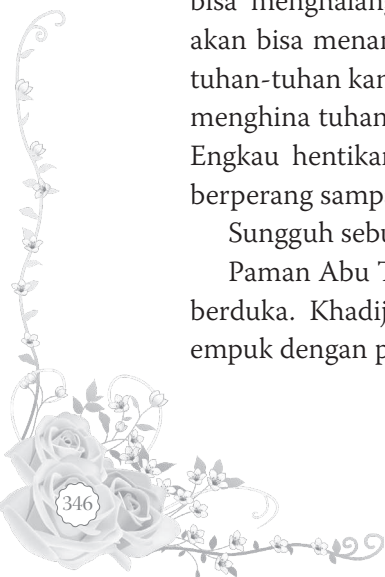 bisa menghalang
akan bisa menar
tuhan-tuhan kar
menghina tuhan
Engkau hentikar
berperang samp
Sungguh sebu
Paman Abu T
berduka. Khadij
empuk dengan p
346